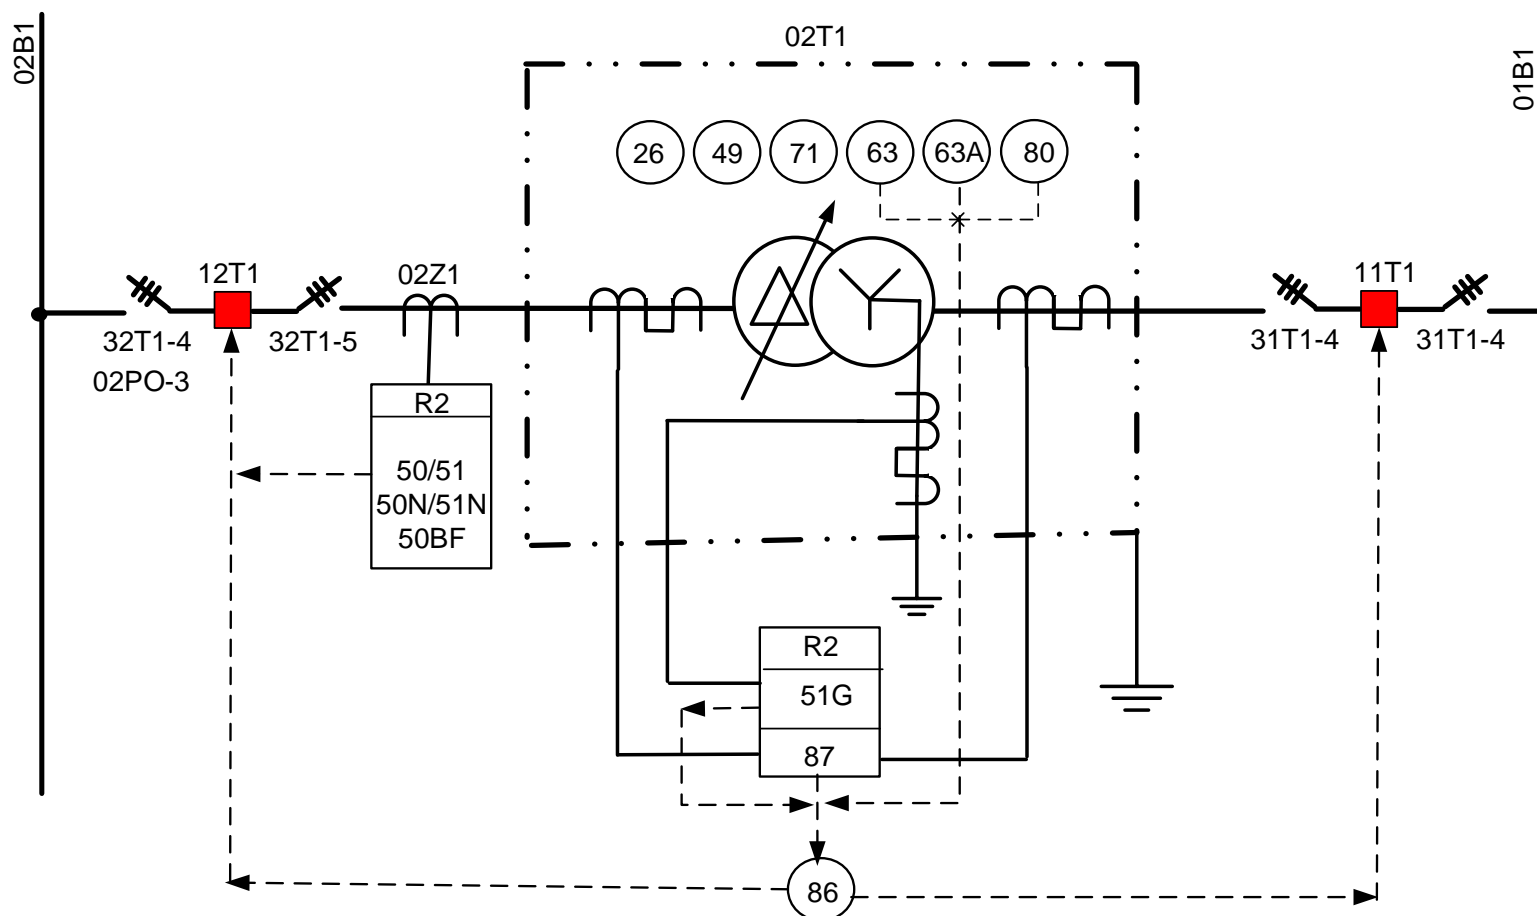 02B1
02T1
01B1
26
49
71
63
63A
80
12T1
02Z1
11T1
32T1-4
32T1-5
31T1-4
31T1-4
02PO-3
R2
50/51
50N/51N
50BF
R2
51G
87
86